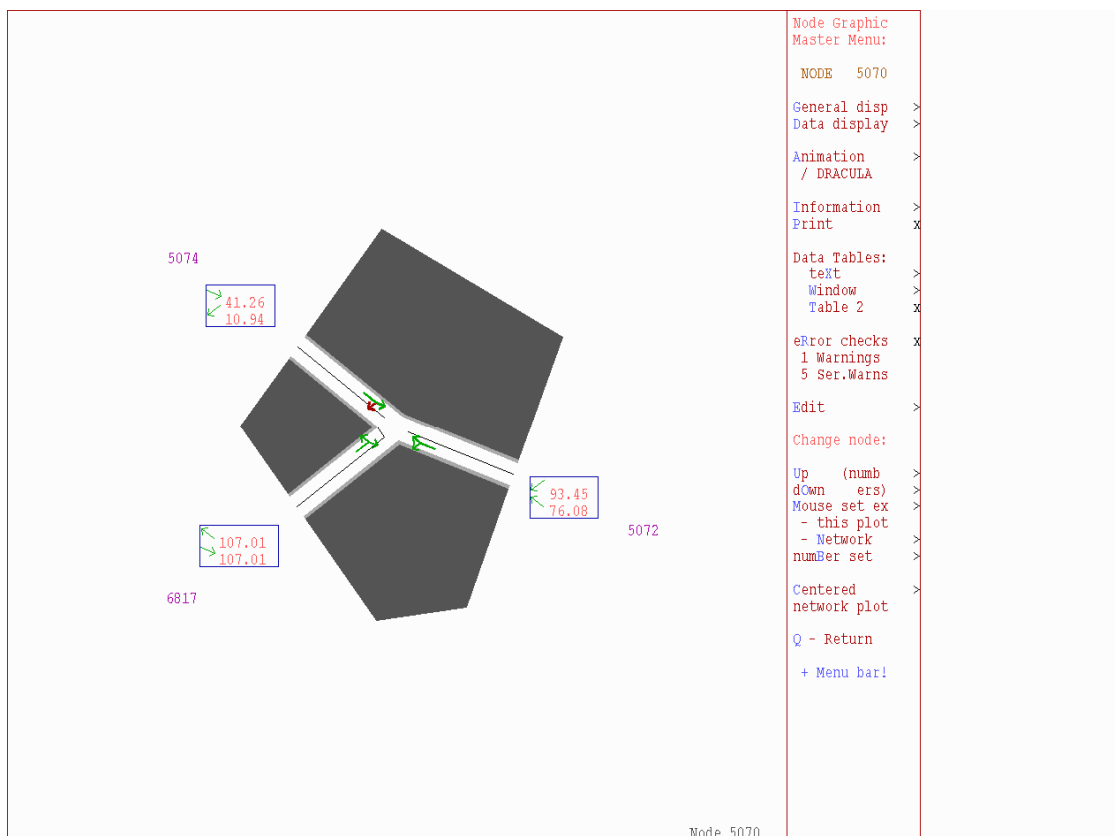 5074
41.26
10.94
93.45
76.08
5072
107.01
107.01
6817
Node 5070
Node Graphic
Master Menu:
NODE 5070
General disp >
Data display >
Animation >
/ DRACULA
Information >
Print x
Data Tables:
teXt >
Window >
Table 2 x
eRror checks x
1 Warnings
5 Ser.Warns
Edit >
Change node:
Up (numb >
dOwn ers) >
Mouse set ex >
- this plot
- Network >
numBer set >
Centered >
network plot
Q - Return
+ Menu bar!